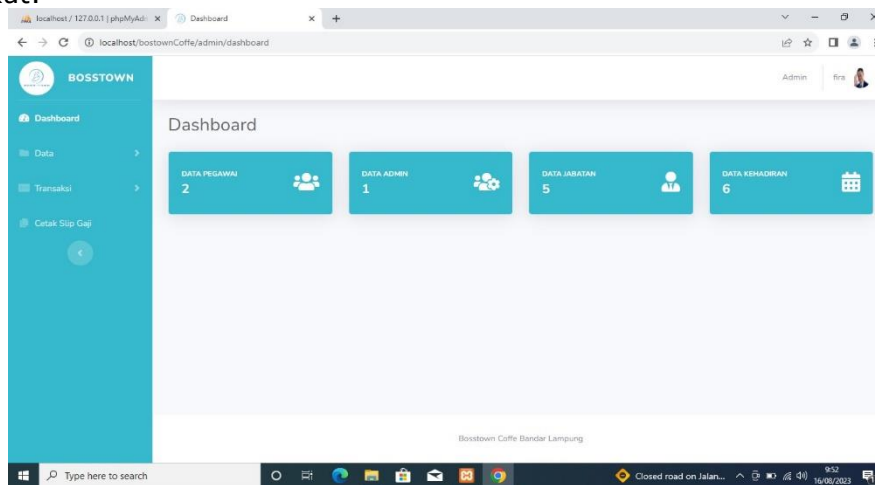 localhost / 127.0.0.1 | phpMyAdi
Dashboard
localhost/bostownCoffe/admin/dashboard
BOSSTOWN
Admin
fira
Dashboard
Data
Transaksi
Cetak Slip Gaji
Dashboard
DATA PEGAWAI
2
DATA ADMIN
1
DATA JABATAN
5
DATA KEHADIRAN
6
Bosstown Coffe Bandar Lampung
Type here to search
Closed road on Jalan...
9:52
16/08/2023